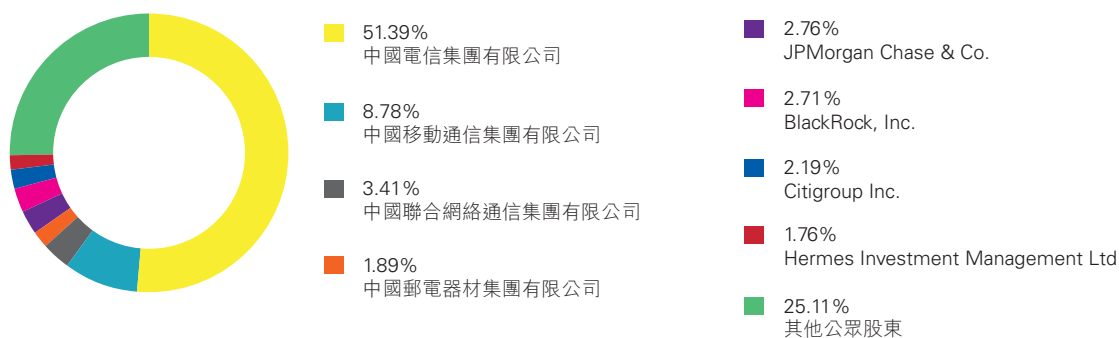 51.39%
中國電信集團有限公司
8.78%
中國移動通信集團有限公司
3.41%
中國聯合網絡通信集團有限公司
1.89%
中國郵電器材集團有限公司
2.76%
JPMorgan Chase & Co.
2.71%
BlackRock, Inc.
2.19%
Citigroup Inc.
1.76%
Hermes Investment Management Ltd
25.11%
其他公眾股東